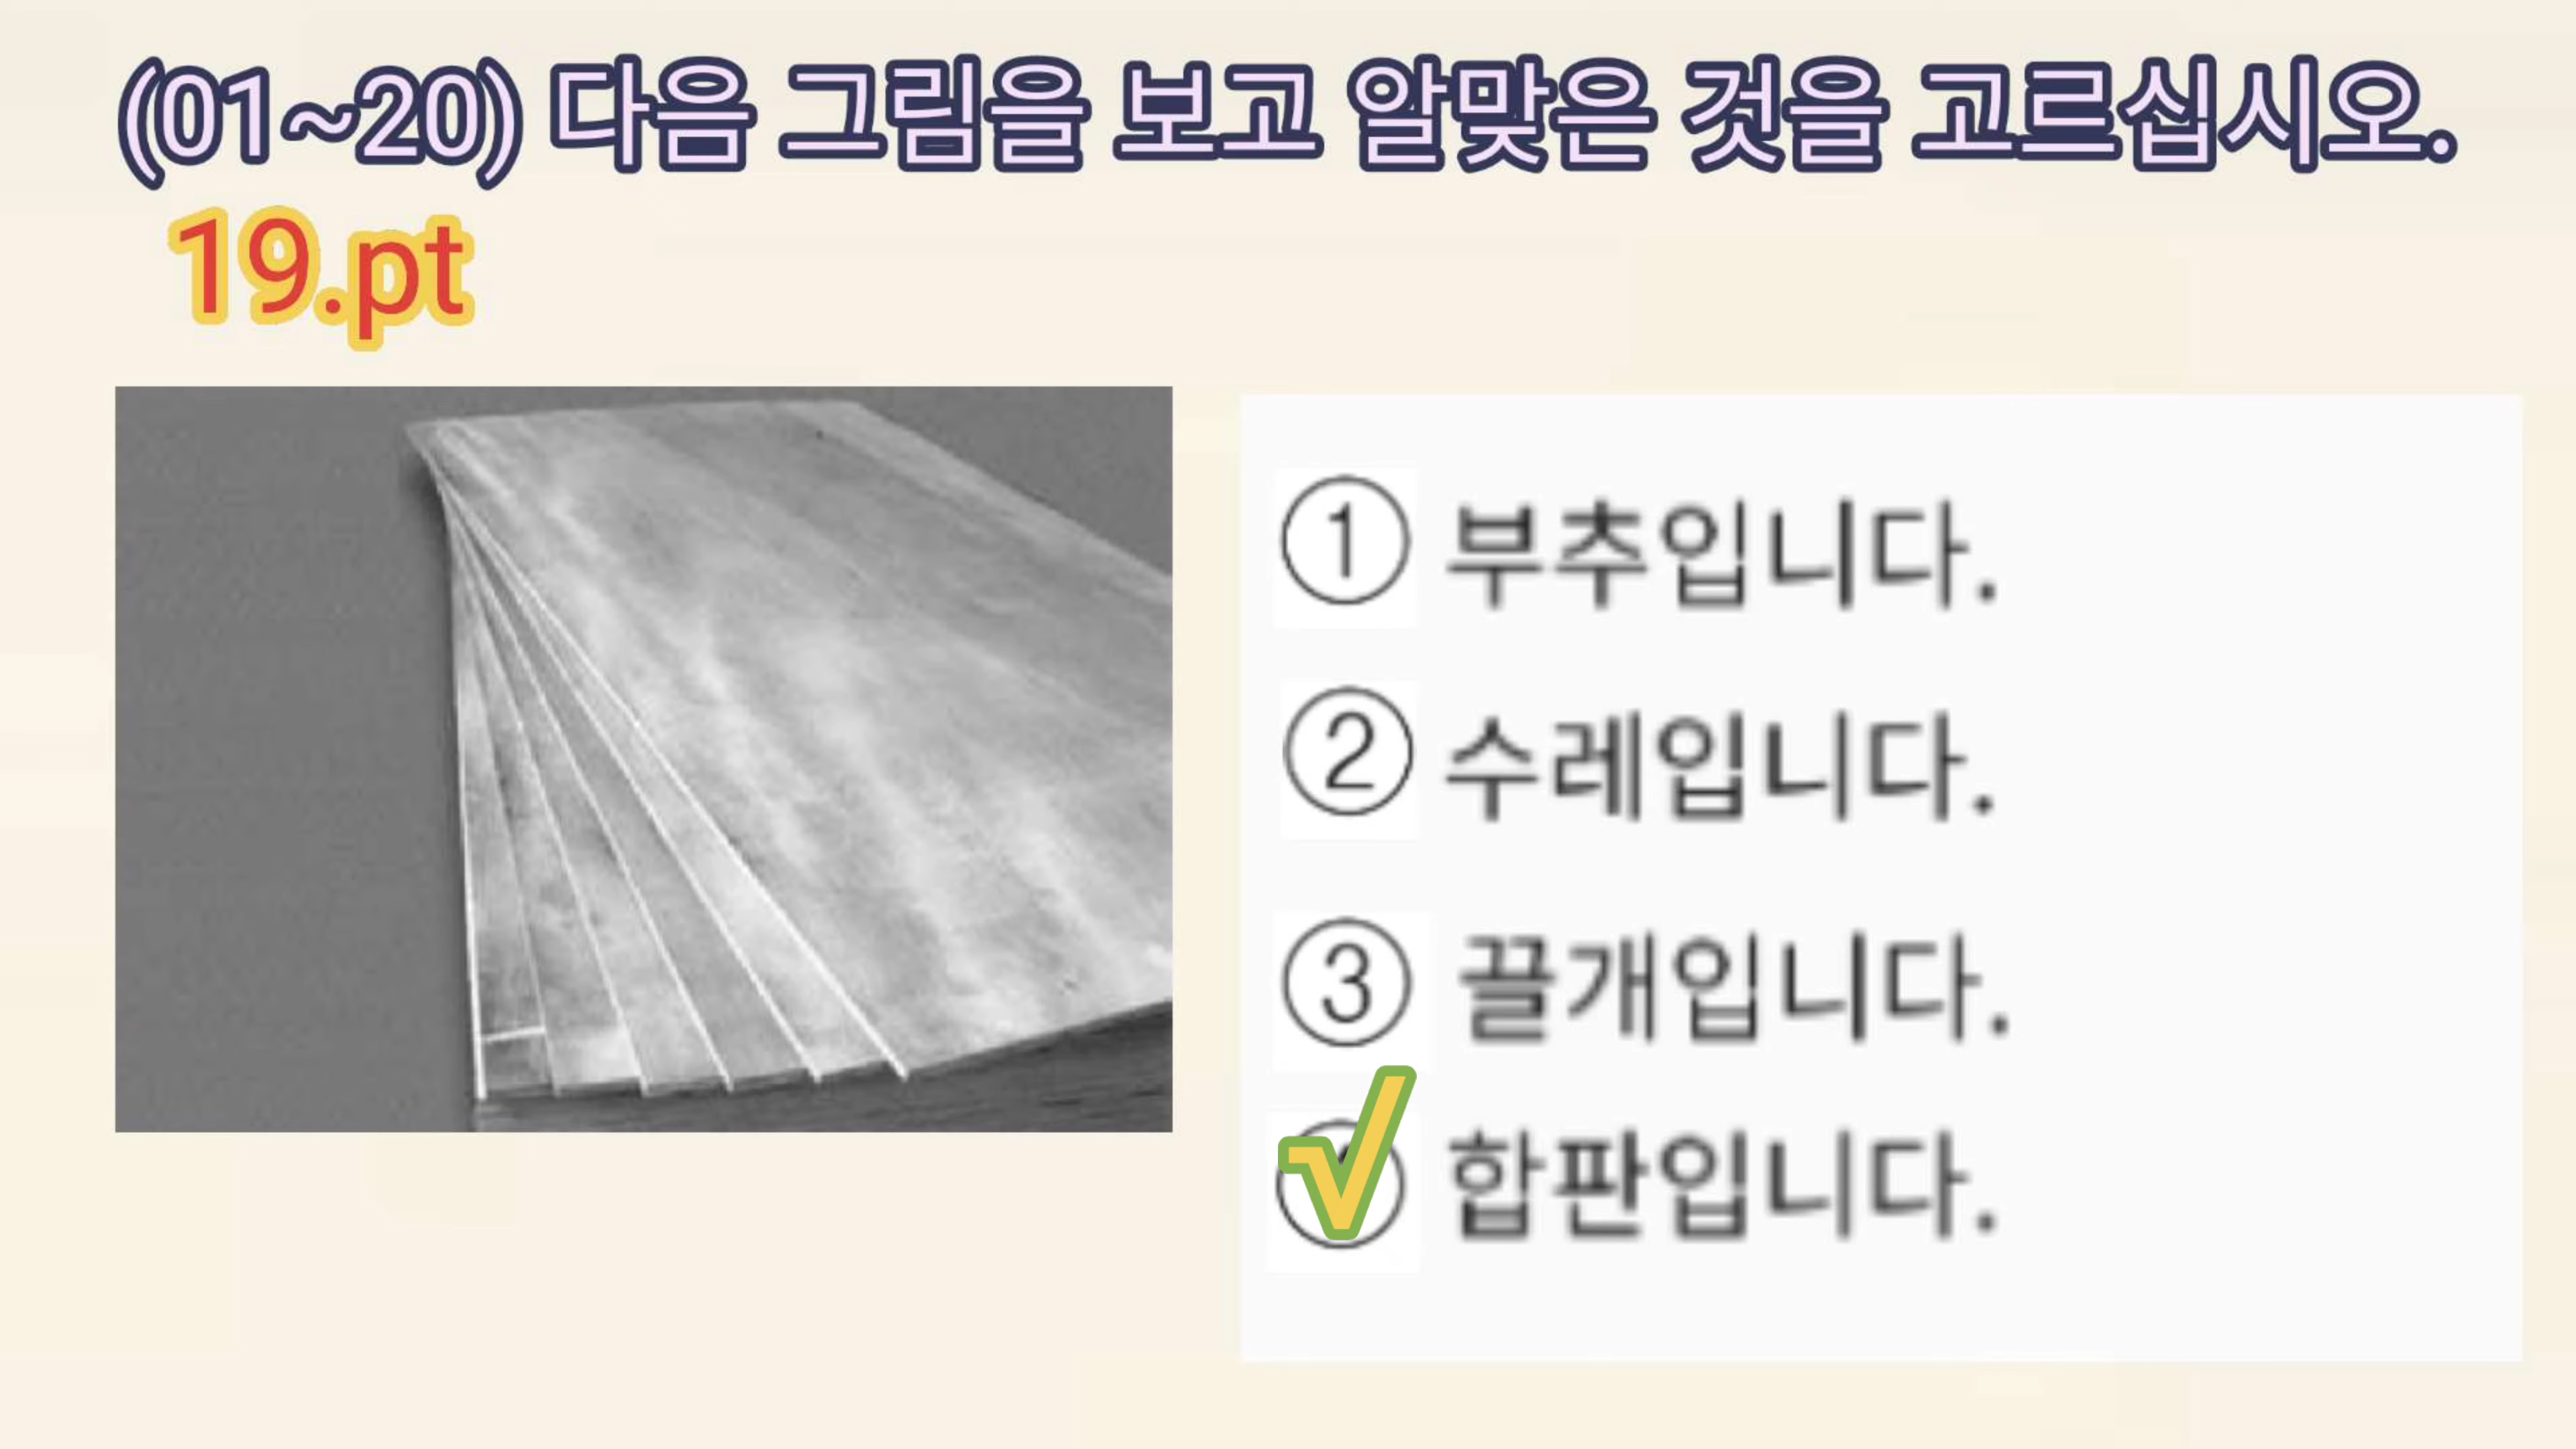 (01~20) 다음 그림을 보고 알맞은 것을 고르십시오.
19.pt
① 부추입니다.
② 수레입니다.
③ 끌개입니다.
합판입니다.